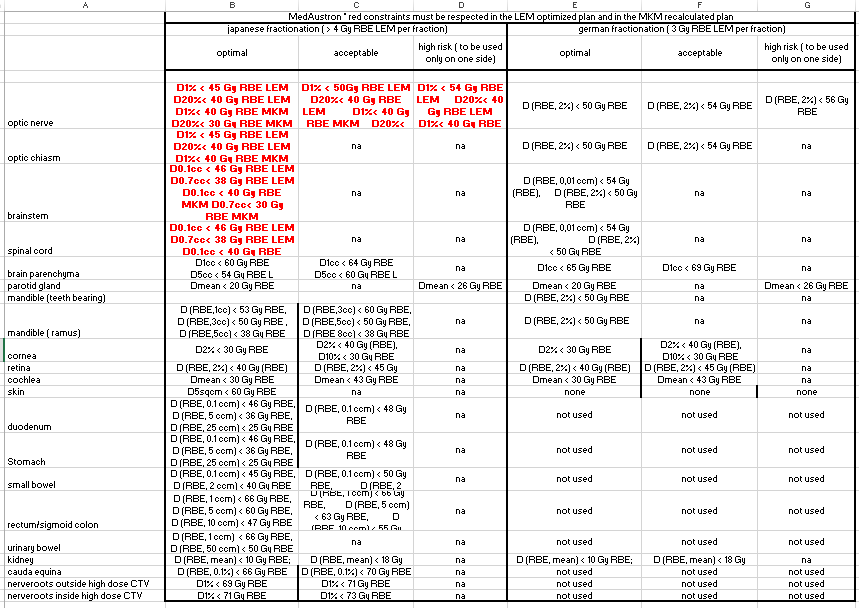 A B C D E F G
MedAustron * red constraints must be respected in the LEM optimized plan and in the MKM recalculated plan
japanese fractionation ( > 4 Gy RBE LEM per fraction) german fractionation ( 3 Gy RBE LEM per fraction)
optimal acceptable high risk ( to be used only on one side) optimal acceptable high risk ( to be used only on one side)
optic nerve
D1% < 45 Gy RBE LEM
D20%< 40 Gy RBE LEM
D1%< 40 Gy RBE MKM
D20%< 30 Gy RBE MKM
D1% < 50Gy RBE LEM
D20%< 40 Gy RBE
LEM D1%< 40 Gy
RBE MKM D20%<
D1% < 54 Gy RBE
LEM D20%< 40
Gy RBE LEM
D1%< 40 Gy RBE
D (RBE, 2%) < 50 Gy RBE
D (RBE, 2%) < 54 Gy RBE
D (RBE, 2%) < 56 Gy
RBE
optic chiasm
D1% < 45 Gy RBE LEM
D20%< 40 Gy RBE LEM
D1%< 40 Gy RBE MKM
na na D (RBE, 2%) < 50 Gy RBE D (RBE, 2%) < 54 Gy RBE na
brainstem
D0.1cc < 46 Gy RBE LEM
D0.7cc< 38 Gy RBE LEM
D0.1cc < 40 Gy RBE
MKM D0.7cc< 30 Gy
RBE MKM
na na
D (RBE, 0,01 ccm) < 54 Gy
(RBE), D (RBE, 2%) < 50 Gy
RBE
na na
spinal cord
D0.1cc < 46 Gy RBE LEM
D0.7cc< 38 Gy RBE LEM
D0.1cc < 40 Gy RBE
na na
D (RBE, 0,01 ccm) < 54 Gy
(RBE), D (RBE, 2%)
< 50 Gy RBE
na na
brain parenchyma
D1cc < 60 Gy RBE
D5cc < 54 Gy RBE L
D1cc < 64 Gy RBE
D5cc < 60 Gy RBE L
na D1cc < 65 Gy RBE D1cc < 69 Gy RBE na
parotid gland Dmean < 20 Gy RBE na Dmean < 26 Gy RBE Dmean < 20 Gy RBE na Dmean < 26 Gy RBE
mandible (teeth bearing) D (RBE, 2%) < 50 Gy RBE na na
mandible ( ramus)
D (RBE,1cc) < 53 Gy RBE,
D (RBE,3cc) < 50 Gy RBE ,
D (RBE,5cc) < 38 Gy RBE
D (RBE,3cc) < 60 Gy RBE,
D (RBE,5cc) < 50 Gy RBE,
D (RBE 8cc) < 38 Gy RBE
na D (RBE, 2%) < 50 Gy RBE na na
cornea
D2% < 30 Gy RBE
D2% < 40 Gy (RBE),
D10% < 30 Gy RBE
na D2% < 30 Gy RBE
D2% < 40 Gy (RBE),
D10% < 30 Gy RBE
na
retina D (RBE, 2%) < 40 Gy (RBE) D (RBE, 2%) < 45 Gy na D (RBE, 2%) < 40 Gy (RBE) D (RBE, 2%) < 45 Gy (RBE) na
cochlea Dmean < 30 Gy RBE Dmean < 43 Gy RBE na Dmean < 30 Gy RBE Dmean < 43 Gy RBE na
skin D5sqcm < 60 Gy RBE na na none none none
duodenum
D (RBE, 0.1 ccm) < 46 Gy RBE,
D (RBE, 5 ccm) < 36 Gy RBE,
D (RBE, 25 ccm) < 25 Gy RBE
D (RBE, 0.1 ccm) < 48 Gy
RBE
na not used not used not used
Stomach
D (RBE, 0.1 ccm) < 46 Gy RBE,
D (RBE, 5 ccm) < 36 Gy RBE,
D (RBE, 25 ccm) < 25 Gy RBE
D (RBE, 0.1 ccm) < 48 Gy
RBE
na not used not used not used
small bowel
D (RBE, 0.1 ccm) < 45 Gy RBE,
D (RBE, 2 ccm) < 40 Gy RBE
D (RBE, 0.1 ccm) < 50 Gy
RBE, D (RBE, 2
na not used not used not used
rectum/sigmoid colon
D (RBE, 1 ccm) < 66 Gy RBE,
D (RBE, 5 ccm) < 60 Gy RBE,
D (RBE, 10 ccm) < 47 Gy RBE
D (RBE, 1 ccm) < 66 Gy
RBE, D (RBE, 5 ccm)
< 63 Gy RBE, D
(RBE, 10 ccm) < 55 Gy
na not used not used not used
urinary bowel
D (RBE, 1 ccm) < 66 Gy RBE,
D (RBE, 50 ccm) < 50 Gy RBE
na na not used not used not used
kidney D (RBE, mean) < 10 Gy RBE; D (RBE, mean) < 18 Gy na D (RBE, mean) < 10 Gy RBE; D (RBE, mean) < 18 Gy na
cauda equina D (RBE, 0.1%) < 66 Gy RBE D (RBE, 0.1%) < 70 Gy RBE na not used not used not used
nerveroots outside high dose CTV D1% < 69 Gy RBE D1% < 71 Gy RBE na not used not used not used
nerveroots inside high dose CTV D1% < 71 Gy RBE D1% < 73 Gy RBE na not used not used not used